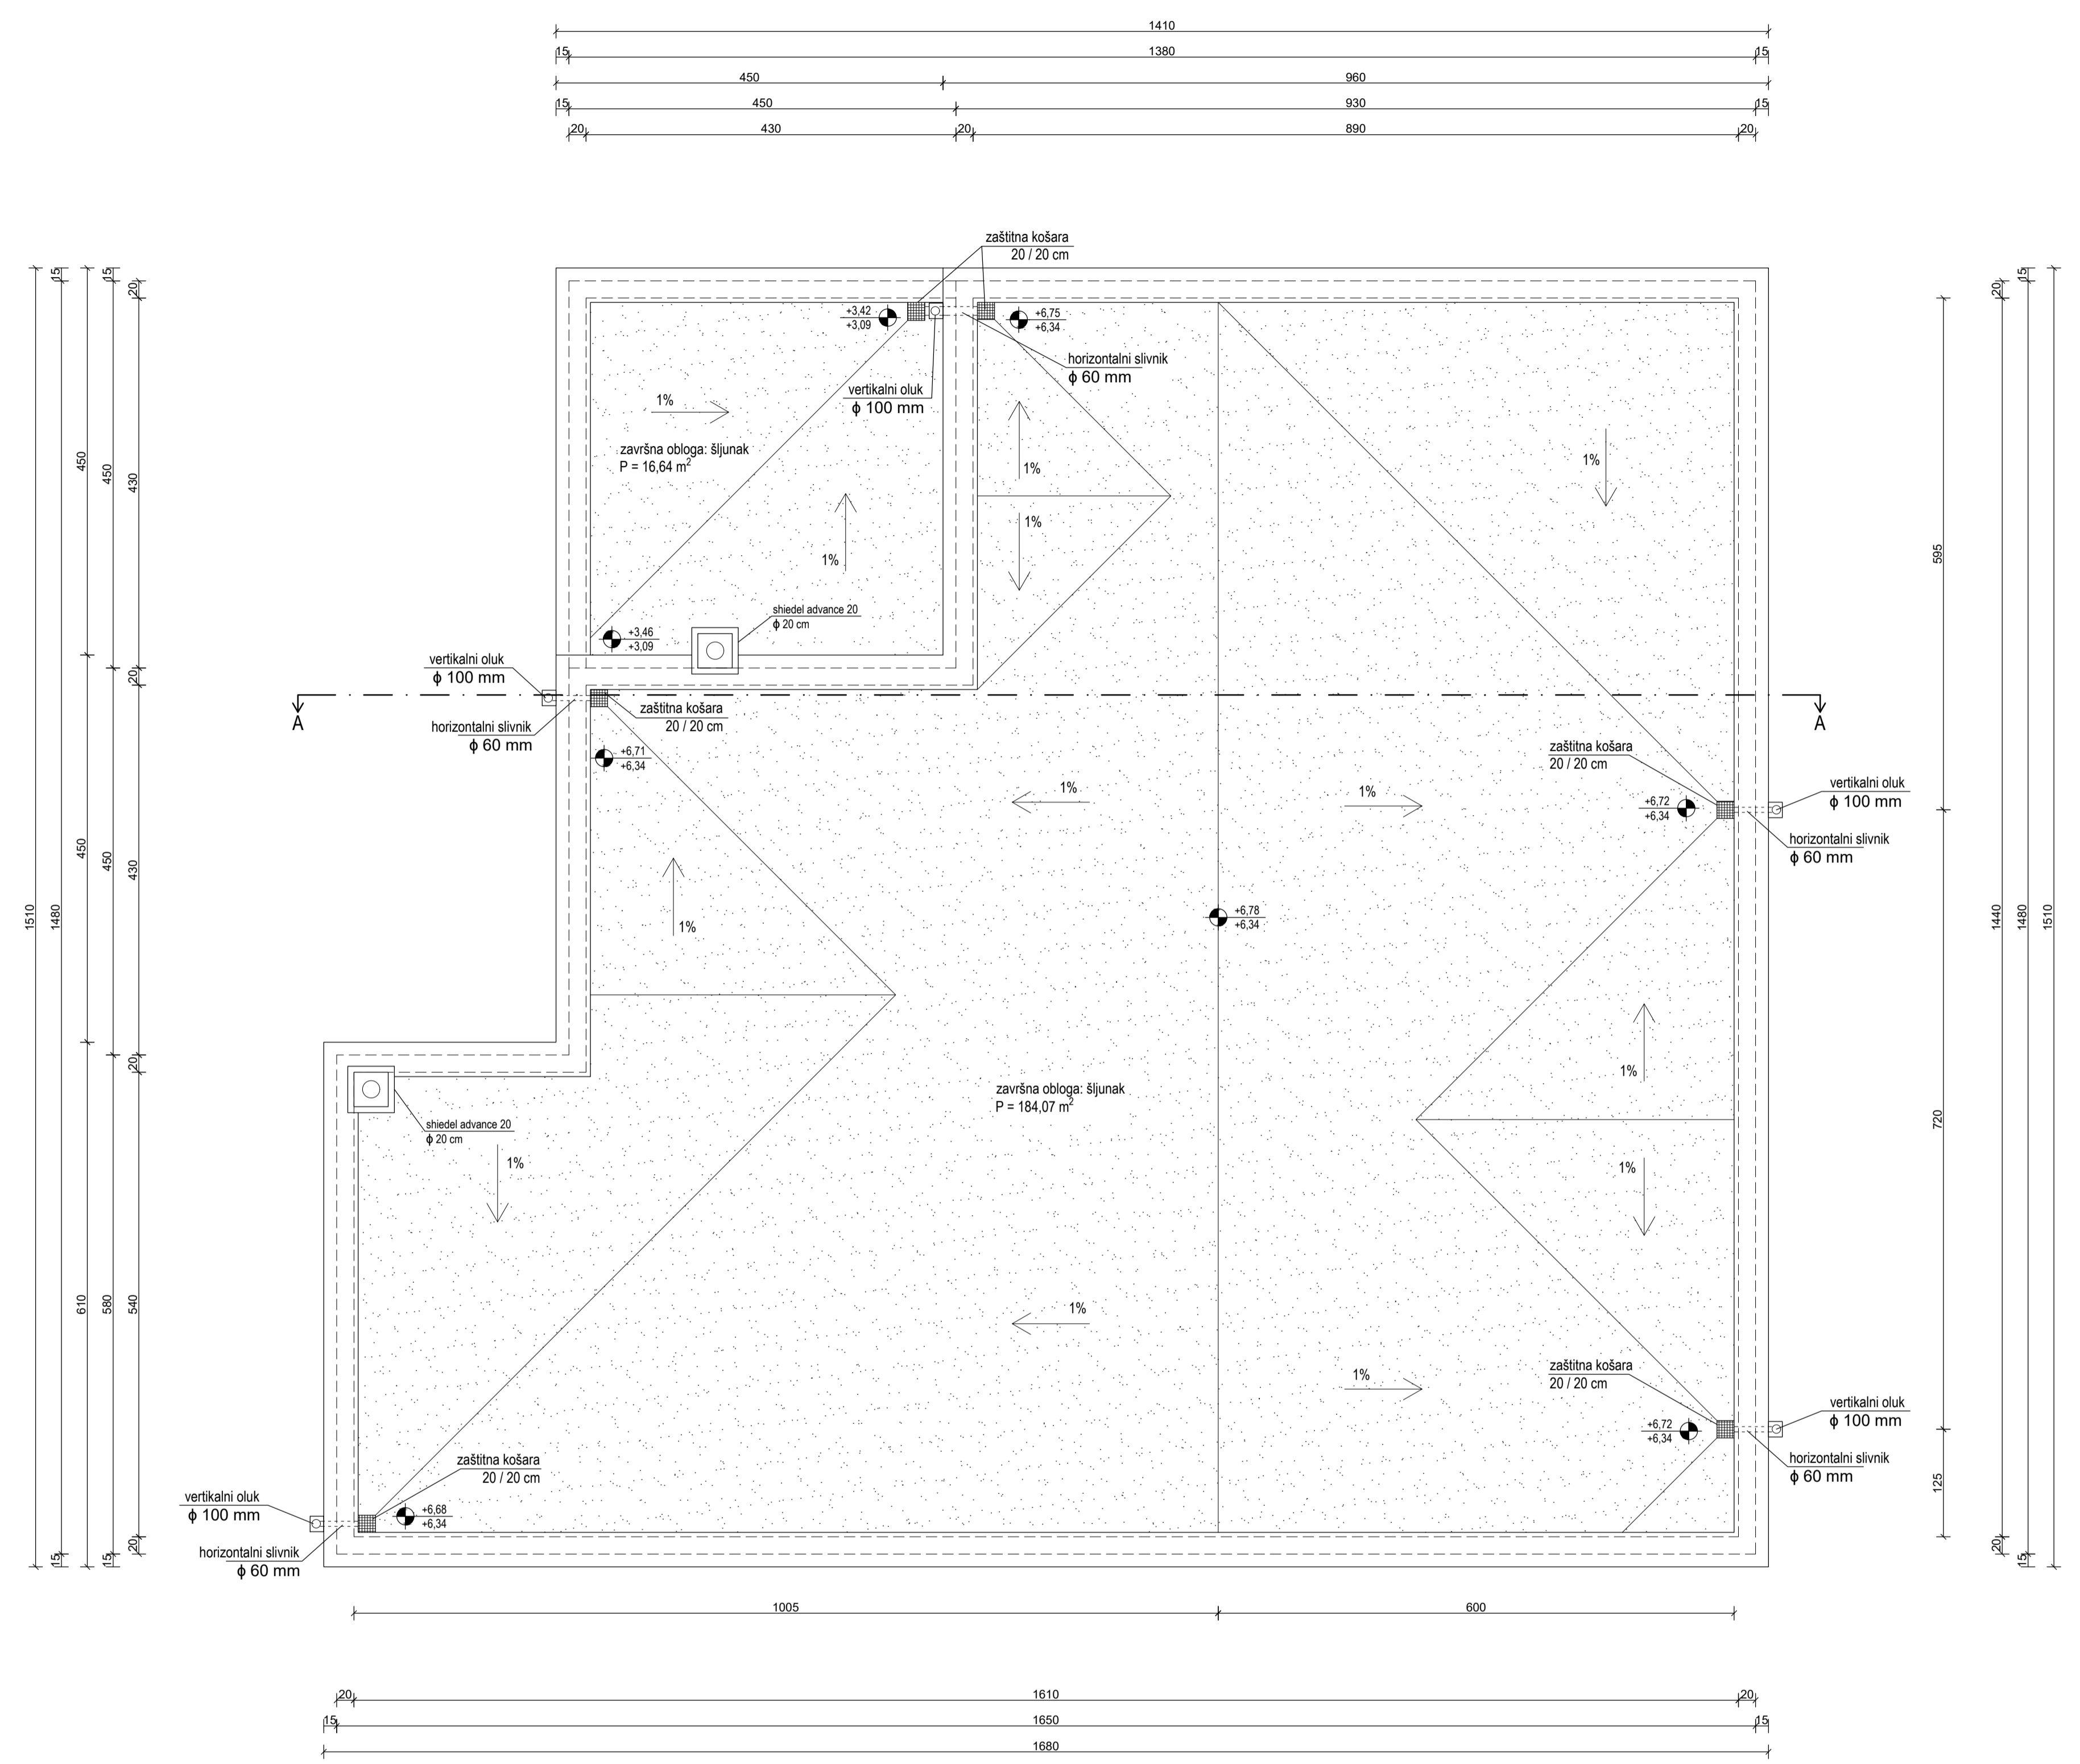 1410
15 1380 15
450 960
15 450 930 15
20 430 20 890 20
zaštitna košara
20 / 20 cm
+3,42
+3,09
+6,75
+6,34
horizontalni slivnik
ϕ 60 mm
vertikalni oluk
ϕ 100 mm
1%
1%
1%
1%
1%
završna obloga: šljunak
P = 16,64 m²
shiedel advance 20
ϕ 20 cm
+3,46
+3,09
vertikalni oluk
ϕ 100 mm
horizontalni slivnik
ϕ 60 mm
zaštitna košara
20 / 20 cm
A
A
+6,71
+6,34
zaštitna košara
20 / 20 cm
+6,72
+6,34
vertikalni oluk
ϕ 100 mm
horizontalni slivnik
ϕ 60 mm
1%
1%
1%
+6,78
+6,34
završna obloga: šljunak
P = 184,07 m²
shiedel advance 20
ϕ 20 cm
1%
1%
1%
1%
1%
zaštitna košara
20 / 20 cm
+6,72
+6,34
vertikalni oluk
ϕ 100 mm
horizontalni slivnik
ϕ 60 mm
zaštitna košara
20 / 20 cm
+6,68
+6,34
vertikalni oluk
ϕ 100 mm
horizontalni slivnik
ϕ 60 mm
1510
15 1480 15
450 450 610
15 450 450 580 15
20 430 20 430 20 540 20
595 720 125
20 1440 20
15 1480 15
1510
1005 600
20 1610 20
15 1650 15
1680